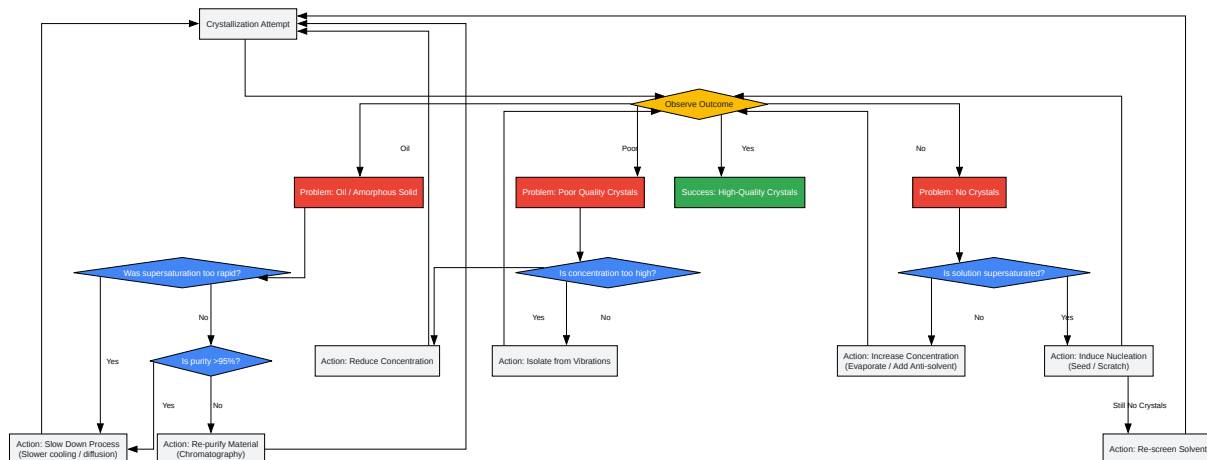 Crystallization Attempt
Observe Outcome
Oil
Poor
Yes
No
Problem: Oil / Amorphous Solid
Problem: Poor Quality Crystals
Success: High-Quality Crystals
Problem: No Crystals
Was supersaturation too rapid?
Is concentration too high?
Is solution supersaturated?
No
Yes
No
No
Yes
Yes
Is purity >95%?
Action: Reduce Concentration
Action: Isolate from Vibrations
Action: Increase Concentration
(Evaporate / Add Anti-solvent)
Action: Induce Nucleation
(Seed / Scratch)
Yes
No
Still No Crystals
Action: Slow Down Process
(Slower cooling / diffusion)
Action: Re-purify Material
(Chromatography)
Action: Re-screen Solvent